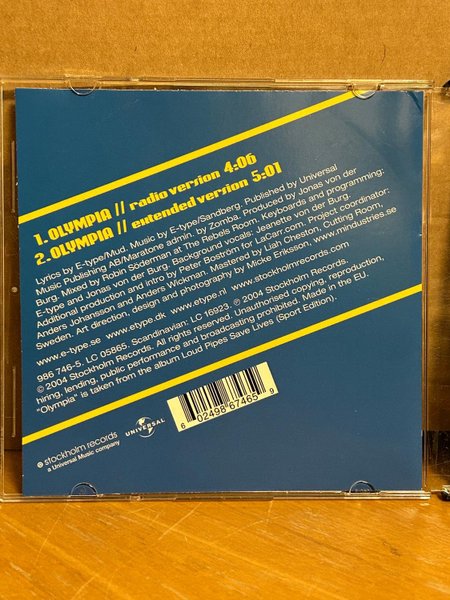 1. OLYMPIA // radio version 4:06
2. OLYMPIA // extended version 5:01
Lyrics by E-type/Mud. Music by E-type/Sandberg. Published by Universal
Music Publishing AB/Maratone admin. by Zomba. Produced by Jonas von der
Burg. Mixed by Robin Söderman at The Rebels Room. Keyboards and programming:
E-type and Jonas von der Burg. Background vocals: Jeanette von der Burg.
Additional production and intro by Peter Boström for LaCarr.com. Project coordinator:
Anders Johansson and Anders Wickman. Mastered by Liah Cheston, Cutting Room,
Sweden. Art direction, design and photography by Micke Eriksson. www.mindustries.se
www.e-type.se www.etype.dk www.etype.nl www.stockholmrecords.com
986 746-5. LC 05865. Scandinavian: LC 16923. ℗ 2004 Stockholm Records.
© 2004 Stockholm Records. All rights reserved. Unauthorised copying, reproduction,
hiring, lending, public performance and broadcasting prohibited. Made in the EU.
"Olympia" is taken from the album Loud Pipes Save Lives (Sport Edition).
6 02498 67465 9
stockholm records
a Universal Music company
UNIVERSAL